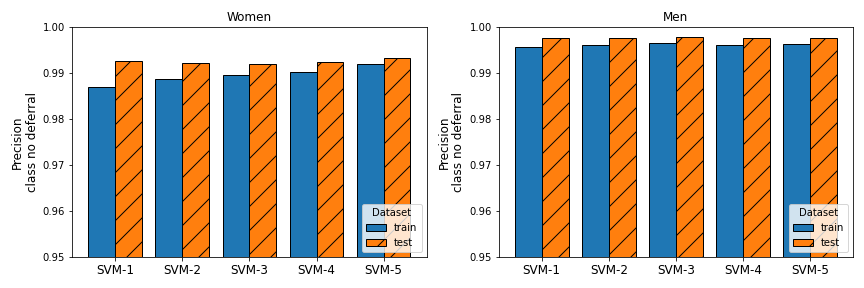 Women
Precision
class no deferral
1.00
0.99
0.98
0.97
0.96
0.95
SVM-1 SVM-2 SVM-3 SVM-4 SVM-5
Dataset
train
test
Men
Precision
class no deferral
1.00
0.99
0.98
0.97
0.96
0.95
SVM-1 SVM-2 SVM-3 SVM-4 SVM-5
Dataset
train
test